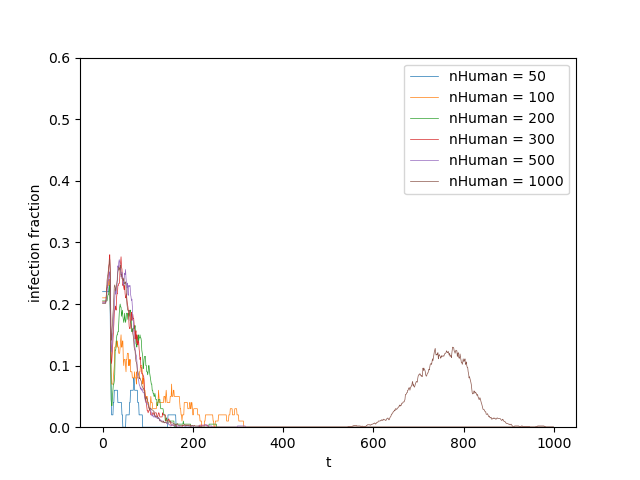 0.6
0.5
0.4
0.3
0.2
0.1
0.0
infection fraction
0
200
400
600
800
1000
t
nHuman = 50
nHuman = 100
nHuman = 200
nHuman = 300
nHuman = 500
nHuman = 1000